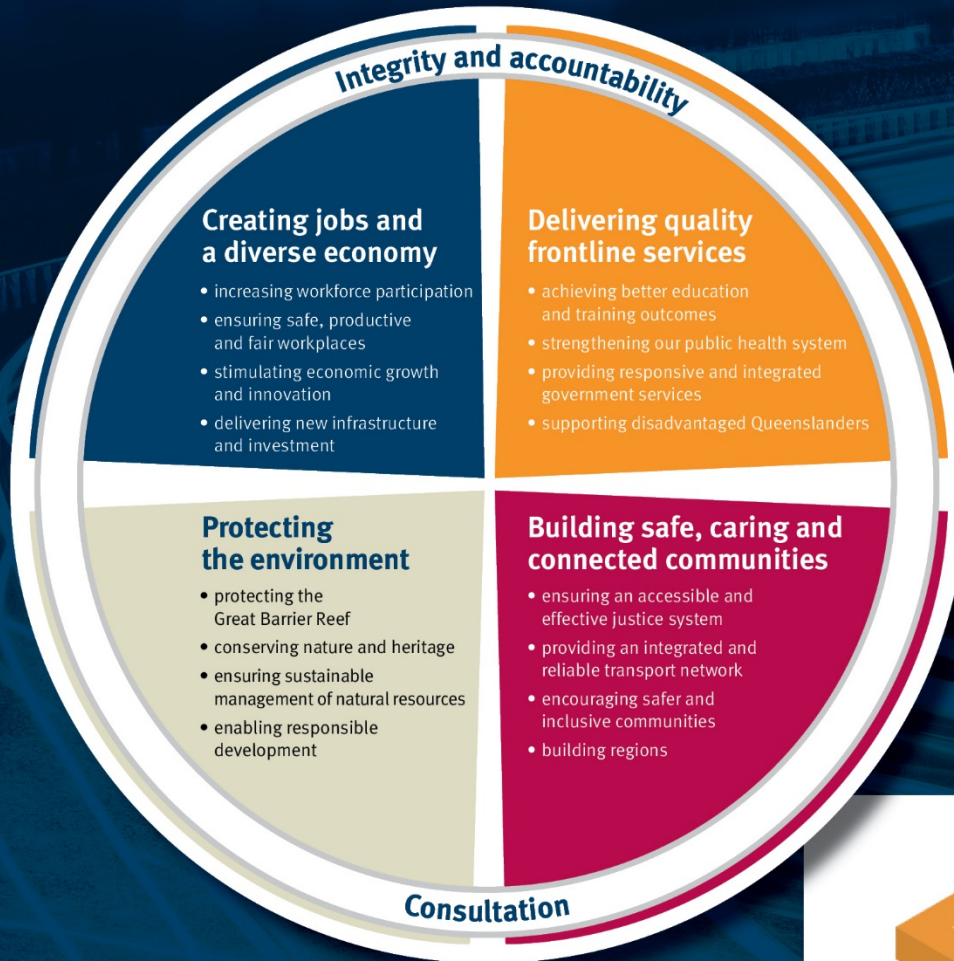 Integrity and accountability
Creating jobs and
a diverse economy
• increasing workforce participation
• ensuring safe, productive
and fair workplaces
• stimulating economic growth
and innovation
• delivering new infrastructure
and investment
Delivering quality
frontline services
• achieving better education
and training outcomes
• strengthening our public health system
• providing responsive and integrated
government services
• supporting disadvantaged Queenslanders
Protecting
the environment
• protecting the
Great Barrier Reef
• conserving nature and heritage
• ensuring sustainable
management of natural resources
• enabling responsible
development
Building safe, caring and
connected communities
• ensuring an accessible and
effective justice system
• providing an integrated and
reliable transport network
• encouraging safer and
inclusive communities
• building regions
Consultation